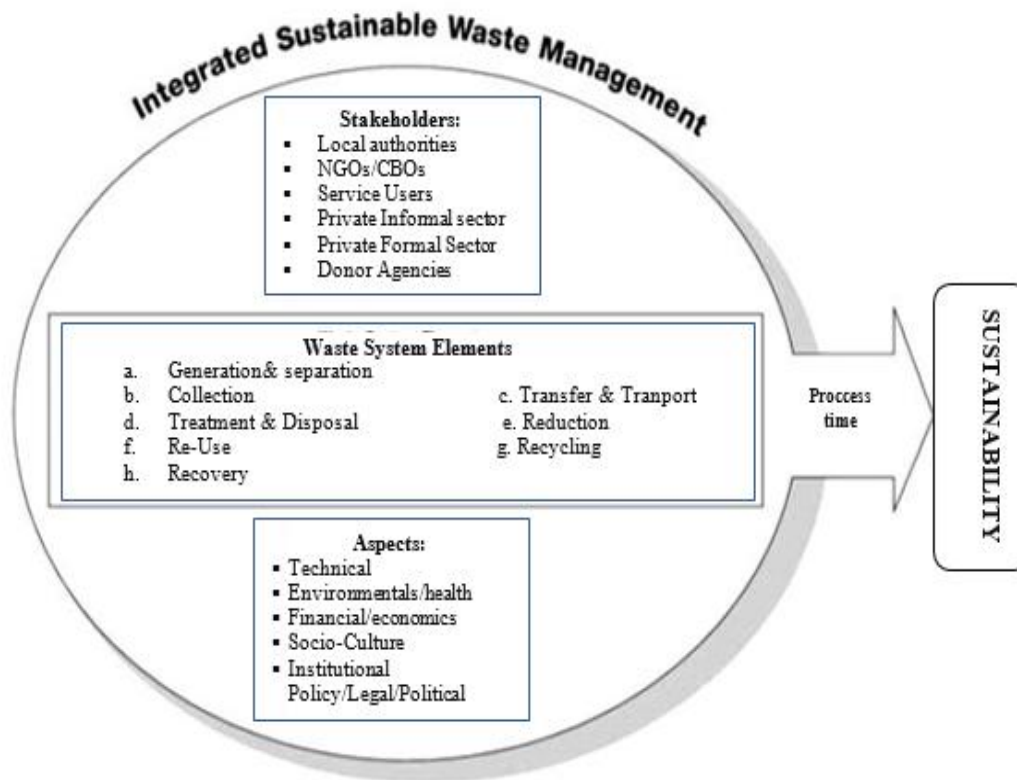 Integrated Sustainable Waste Management
Stakeholders:
▪ Local authorities
▪ NGOs/CBOs
▪ Service Users
▪ Private Informal sector
▪ Private Formal Sector
▪ Donor Agencies
Waste System Elements
a. Generation& separation
b. Collection c. Transfer & Tranport
d. Treatment & Disposal e. Reduction
f. Re-Use g. Recycling
h. Recovery
Proccess
time
SUSTAINABILITY
Aspects:
▪ Technical
▪ Environmentals/health
▪ Financial/economics
▪ Socio-Culture
▪ Institutional
Policy/Legal/Political